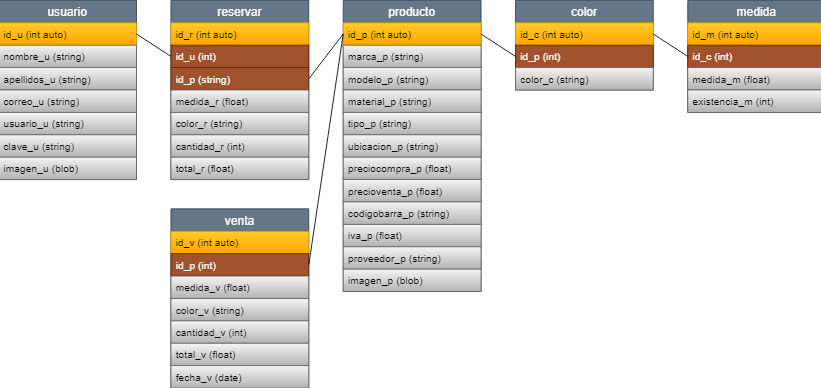 usuario
id_u (int auto)
nombre_u (string)
apellidos_u (string)
correo_u (string)
usuario_u (string)
clave_u (string)
imagen_u (blob)
reservar
id_r (int auto)
id_u (int)
id_p (string)
medida_r (float)
color_r (string)
cantidad_r (int)
total_r (float)
venta
id_v (int auto)
id_p (int)
medida_v (float)
color_v (string)
cantidad_v (int)
total_v (float)
fecha_v (date)
producto
id_p (int auto)
marca_p (string)
modelo_p (string)
material_p (string)
tipo_p (string)
ubicacion_p (string)
preciocompra_p (float)
precioventa_p (float)
codigobarra_p (string)
iva_p (float)
proveedor_p (string)
imagen_p (blob)
color
id_c (int auto)
id_p (int)
color_c (string)
medida
id_m (int auto)
id_c (int)
medida_m (float)
existencia_m (int)